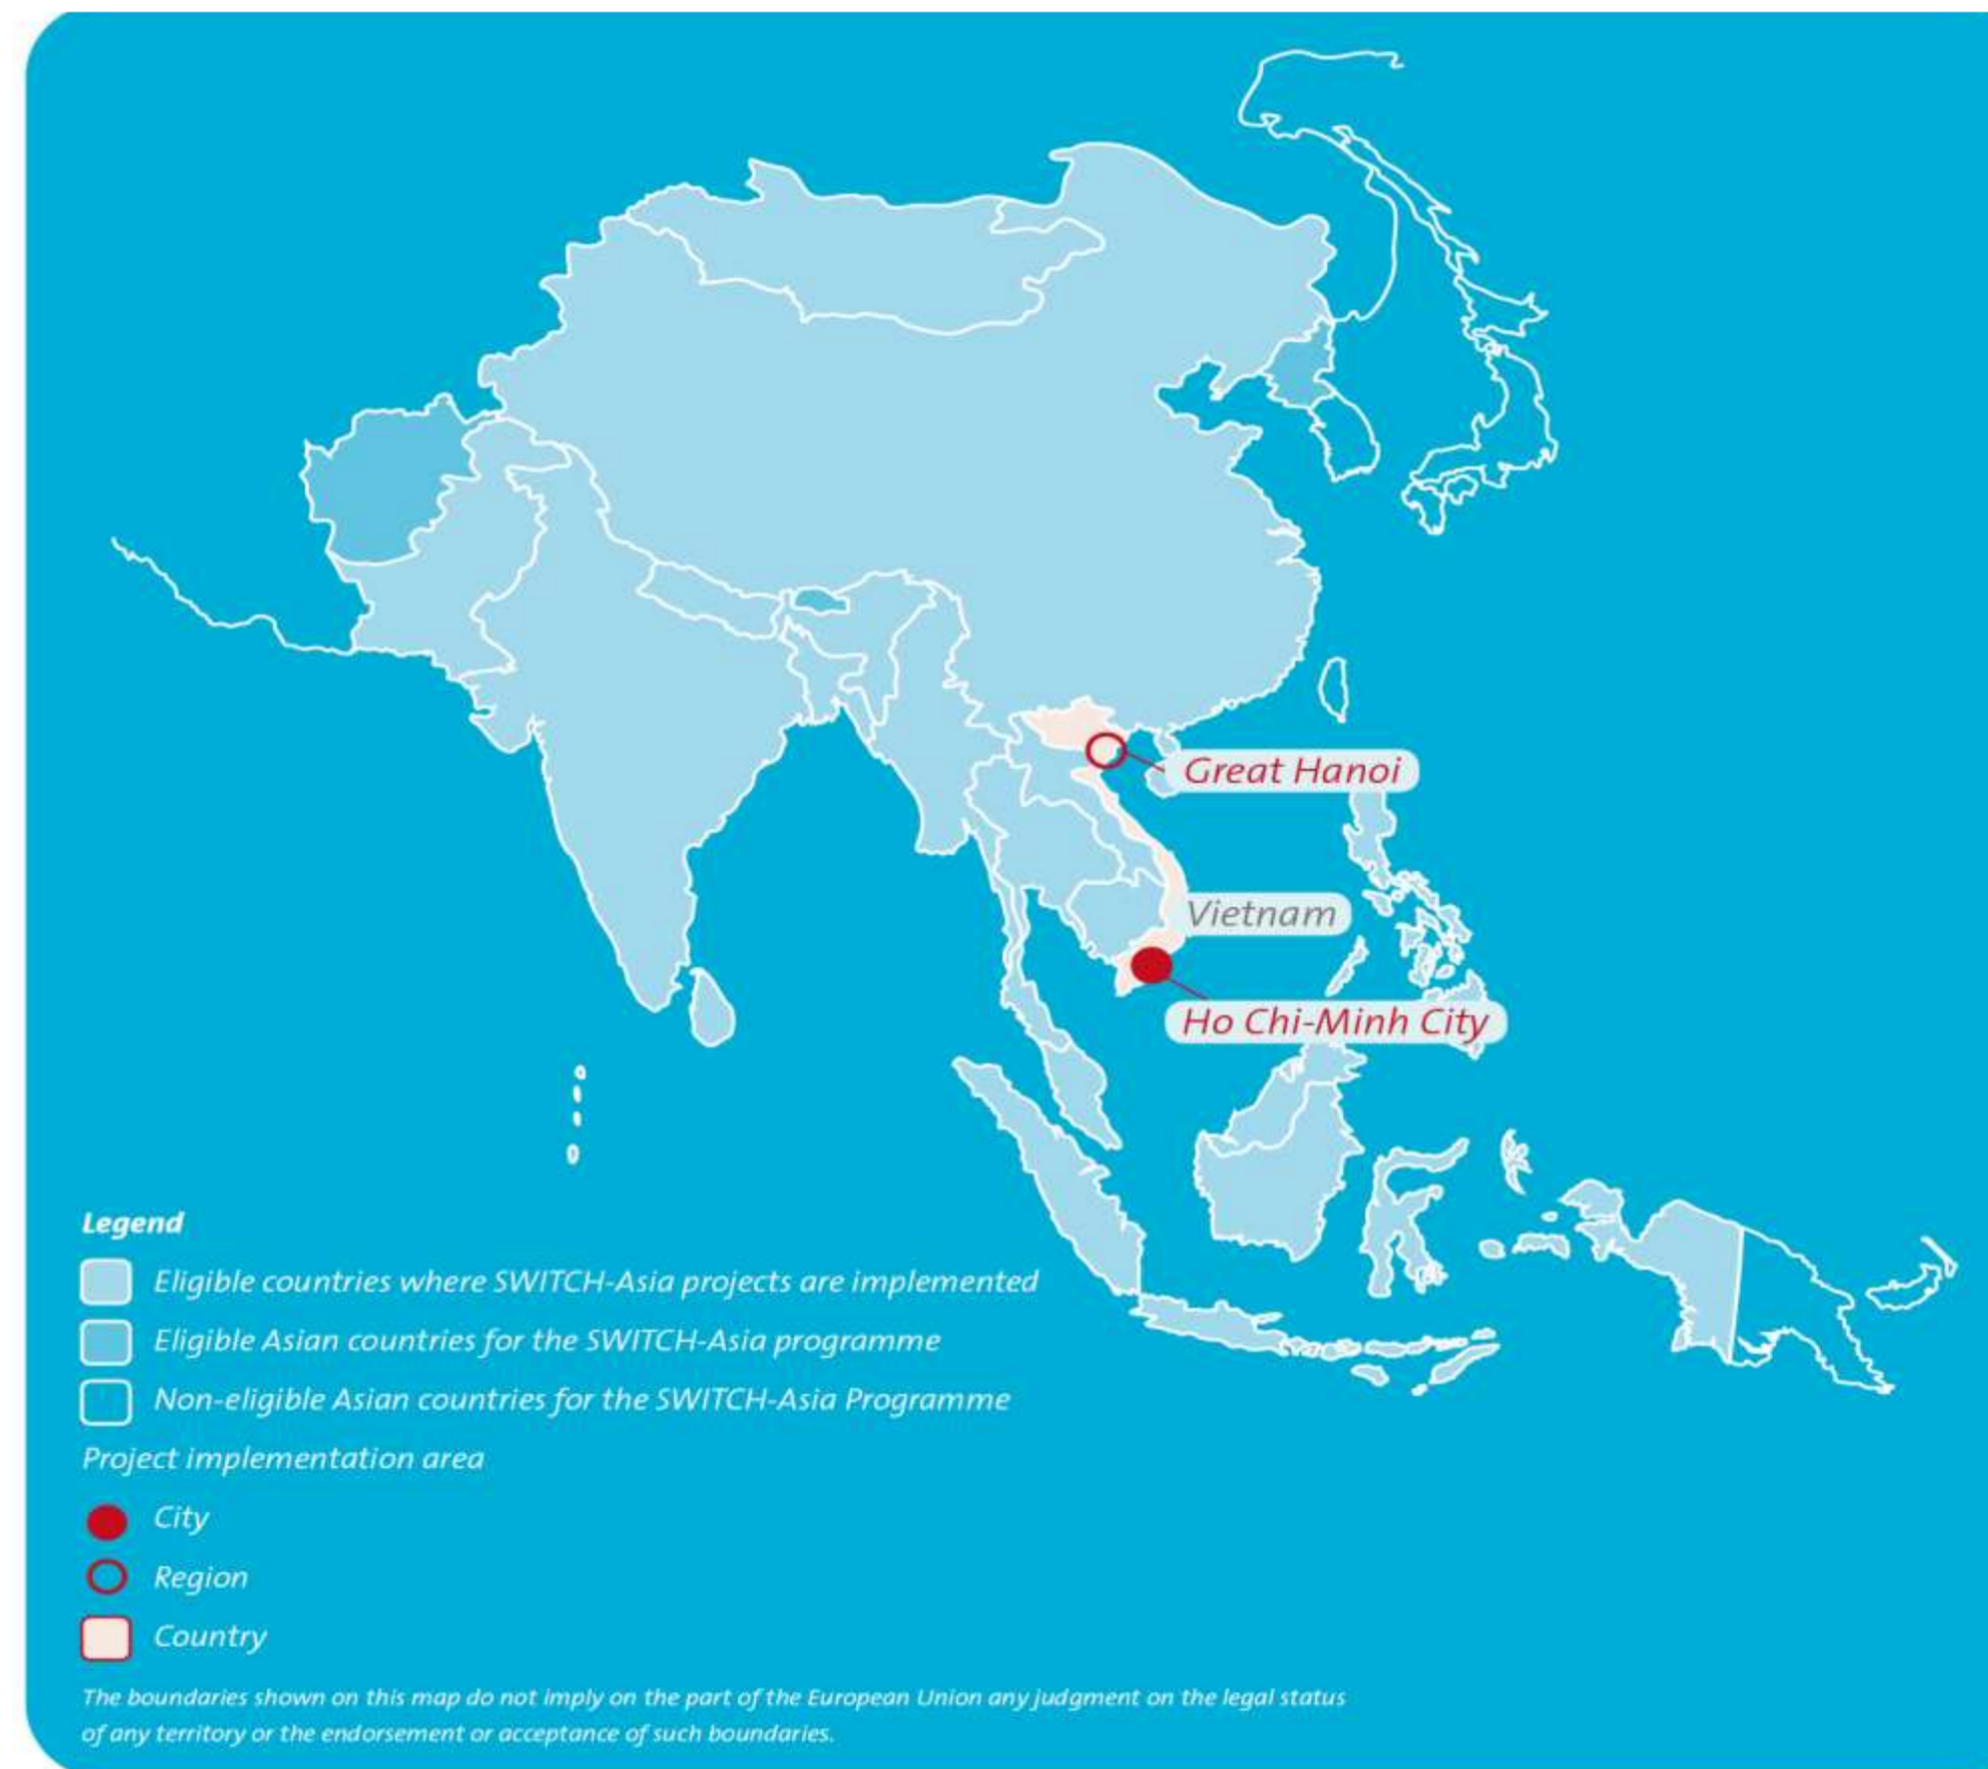 Great Hanoi
Vietnam
Ho Chi-Minh City
Legend
Eligible countries where SWITCH-Asia projects are implemented
Eligible Asian countries for the SWITCH-Asia programme
Non-eligible Asian countries for the SWITCH-Asia Programme
Project implementation area
City
Region
Country
The boundaries shown on this map do not imply on the part of the European Union any judgment on the legal status
of any territory or the endorsement or acceptance of such boundaries.